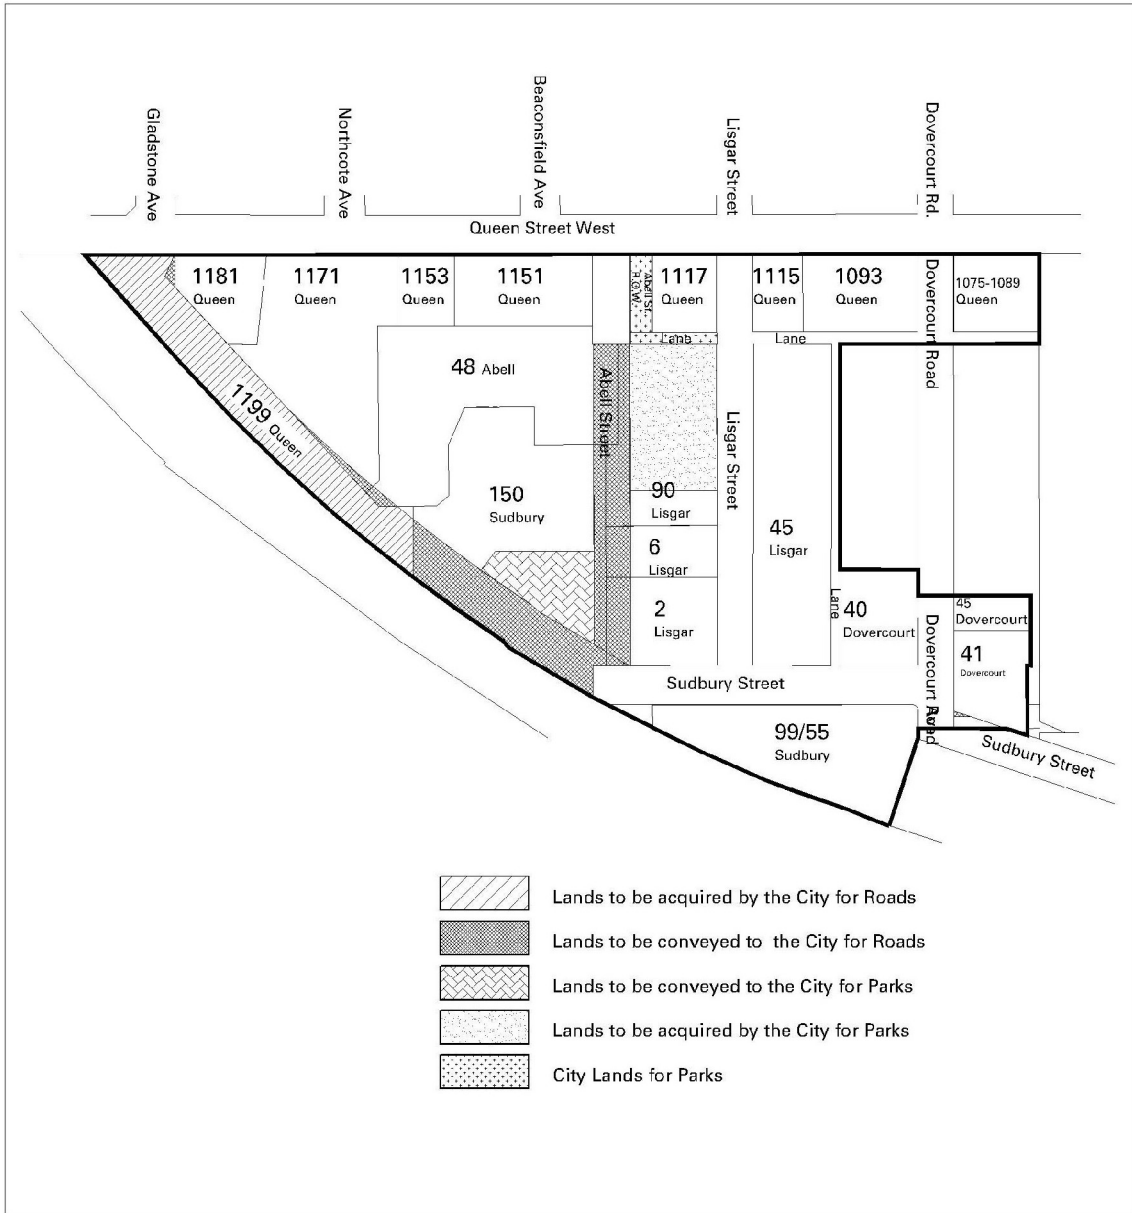 Gladstone Ave
Northcote Ave
Beaconsfield Ave
Lisgar Street
Dovercourt Rd.
Queen Street West
1181
Queen
1171
Queen
1153
Queen
1151
Queen
Abell St.
R.O.W.
1117
Queen
1115
Queen
1093
Queen
Dovercourt Road
1075-1089
Queen
Lane
Lane
48 Abell
1199 Queen
Abell Street
Lisgar Street
150
Sudbury
90
Lisgar
6
Lisgar
2
Lisgar
45
Lisgar
Lane
40
Dovercourt
45
Dovercourt
41
Dovercourt
Dovercourt Road
Sudbury Street
99/55
Sudbury
Sudbury Street
Lands to be acquired by the City for Roads
Lands to be conveyed to the City for Roads
Lands to be conveyed to the City for Parks
Lands to be acquired by the City for Parks
City Lands for Parks